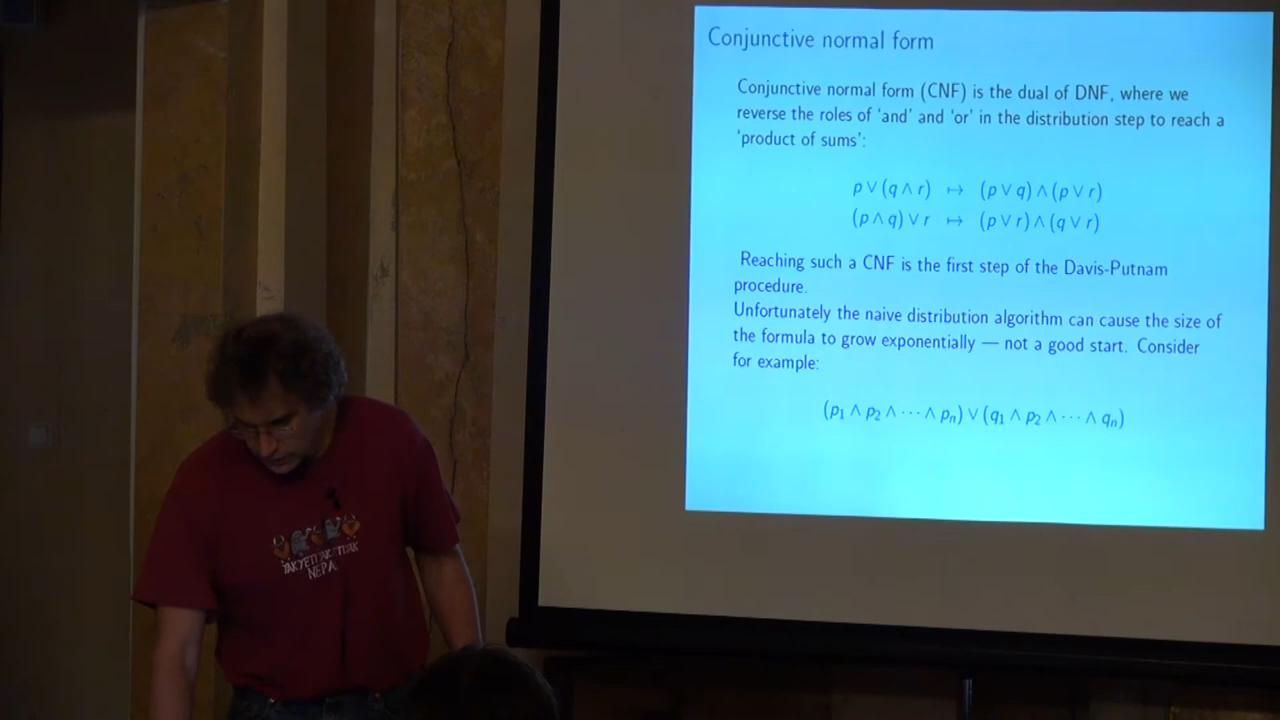 Conjunctive normal form
Conjunctive normal form (CNF) is the dual of DNF, where we
reverse the roles of 'and' and 'or' in the distribution step to reach a
'product of sums':
p ∨ (q ∧ r) ↦ (p ∨ q) ∧ (p ∨ r)
(p ∧ q) ∨ r ↦ (p ∨ r) ∧ (q ∨ r)
Reaching such a CNF is the first step of the Davis-Putnam
procedure.
Unfortunately the naive distribution algorithm can cause the size of
the formula to grow exponentially — not a good start. Consider
for example:
(p₁ ∧ p₂ ∧ ⋯ ∧ pₙ) ∨ (q₁ ∧ p₂ ∧ ⋯ ∧ qₙ)
NEPAL